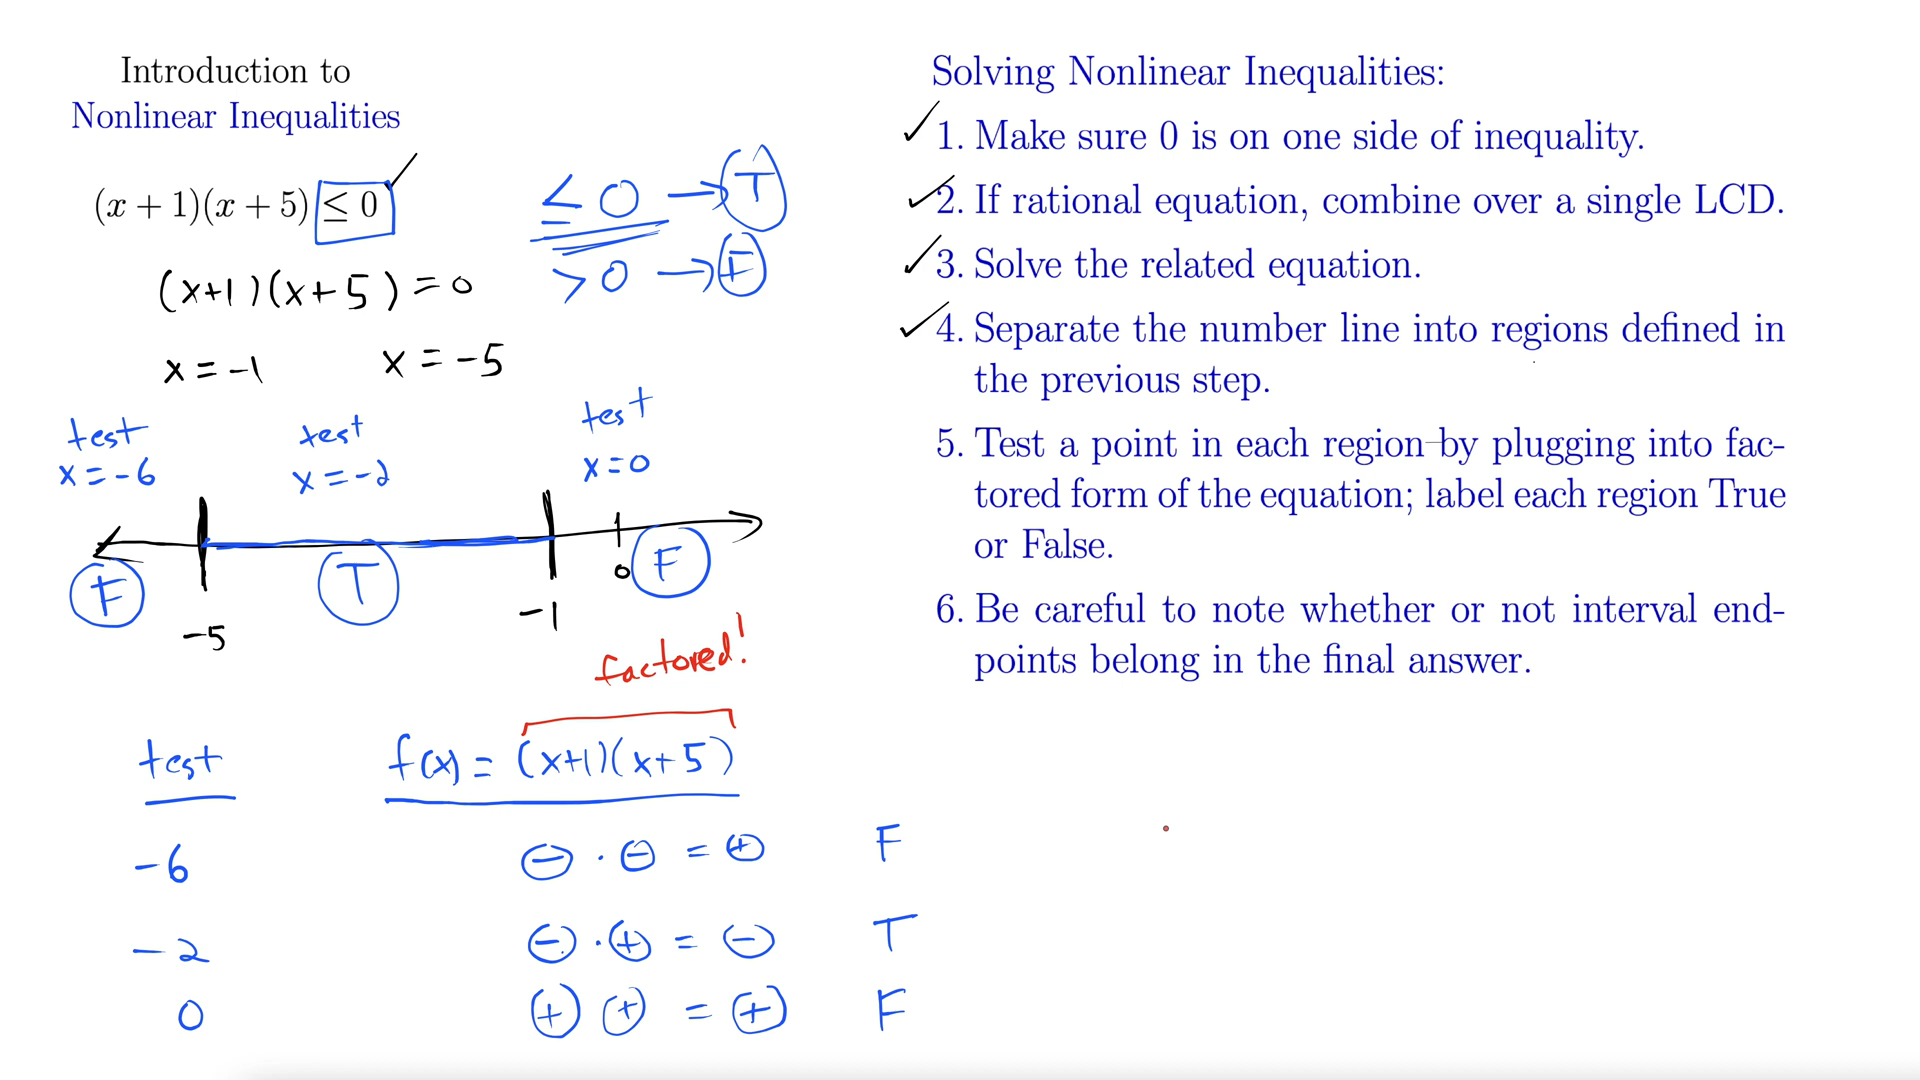 Introduction to
Nonlinear Inequalities
(x + 1)(x + 5) ≤ 0
≤ 0 → T
> 0 → F
(x+1)(x+5) = 0
x = -1 x = -5
test
x = -6
test
x = -2
test
x = 0
F T F
-5 -1 0
factored!
test f(x) = (x+1)(x+5)
-6 ⊖ · ⊖ = ⊕ F
-2 ⊖ · ⊕ = ⊖ T
0 ⊕ ⊕ = ⊕ F
Solving Nonlinear Inequalities:
✓ 1. Make sure 0 is on one side of inequality.
✓ 2. If rational equation, combine over a single LCD.
✓ 3. Solve the related equation.
✓ 4. Separate the number line into regions defined in
the previous step.
5. Test a point in each region by plugging into fac-
tored form of the equation; label each region True
or False.
6. Be careful to note whether or not interval end-
points belong in the final answer.